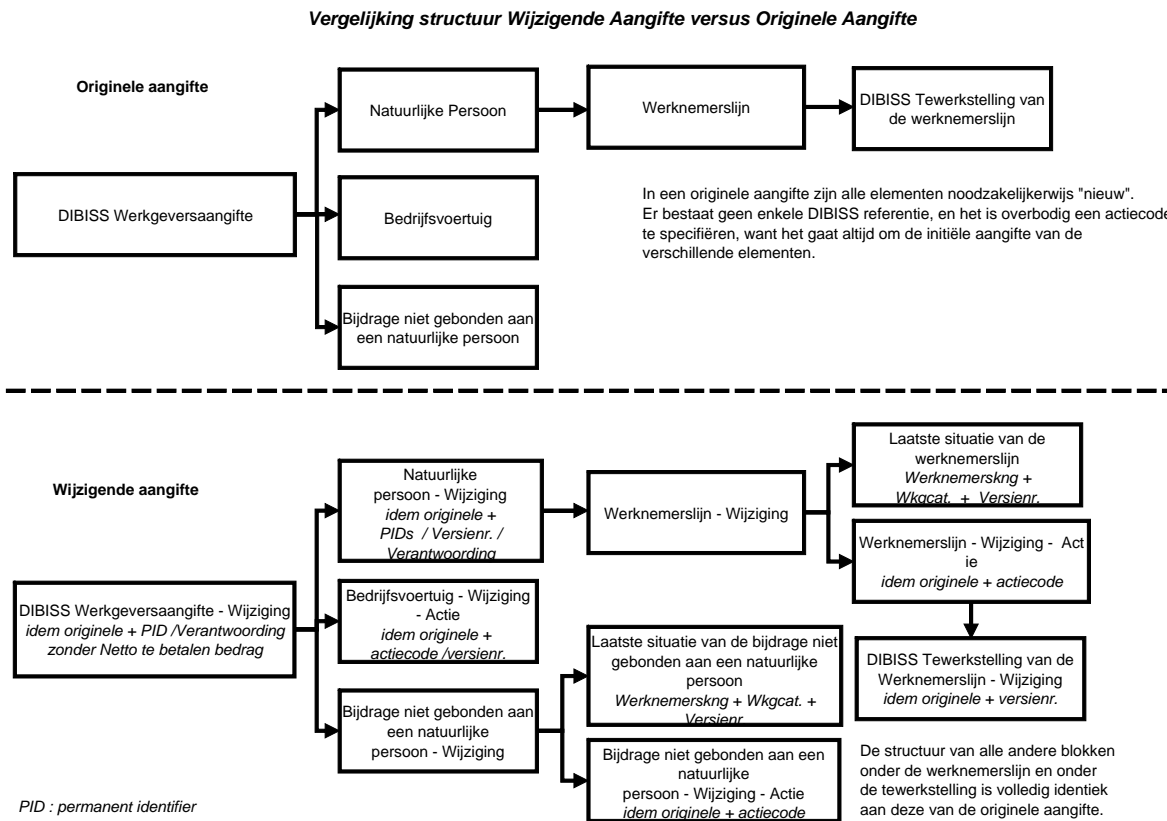 Vergelijking structuur Wijzigende Aangifte versus Originele Aangifte
Originele aangifte
Natuurlijke Persoon
Werknemerslijn
DIBISS Tewerkstelling van
de werknemerslijn
DIBISS Werkgeversaangifte
Bedrijfsvoertuig
In een originele aangifte zijn alle elementen noodzakelijkerwijs "nieuw".
Er bestaat geen enkele DIBISS referentie, en het is overbodig een actiecode
te specifiëren, want het gaat altijd om de initiële aangifte van de
verschillende elementen.
Bijdrage niet gebonden aan
een natuurlijke persoon
Wijzigende aangifte
Natuurlijke
persoon - Wijziging
idem originele +
PIDs / Versienr. /
Verantwoording
Werknemerslijn - Wijziging
Laatste situatie van de
werknemerslijn
Werknemerskng +
Wkgcat. + Versienr.
Werknemerslijn - Wijziging - Act
ie
idem originele + actiecode
DIBISS Werkgeversaangifte - Wijziging
idem originele + PID /Verantwoording
zonder Netto te betalen bedrag
Bedrijfsvoertuig - Wijziging
- Actie
idem originele +
actiecode /versienr.
Laatste situatie van de bijdrage niet
gebonden aan een natuurlijke
persoon
Werknemerskng + Wkgcat. +
Versienr
DIBISS Tewerkstelling van de
Werknemerslijn - Wijziging
idem originele + versienr.
Bijdrage niet gebonden aan
een natuurlijke
persoon - Wijziging
Bijdrage niet gebonden aan een
natuurlijke
persoon - Wijziging - Actie
idem originele + actiecode
De structuur van alle andere blokken
onder de werknemerslijn en onder
de tewerkstelling is volledig identiek
aan deze van de originele aangifte.
PID : permanent identifier